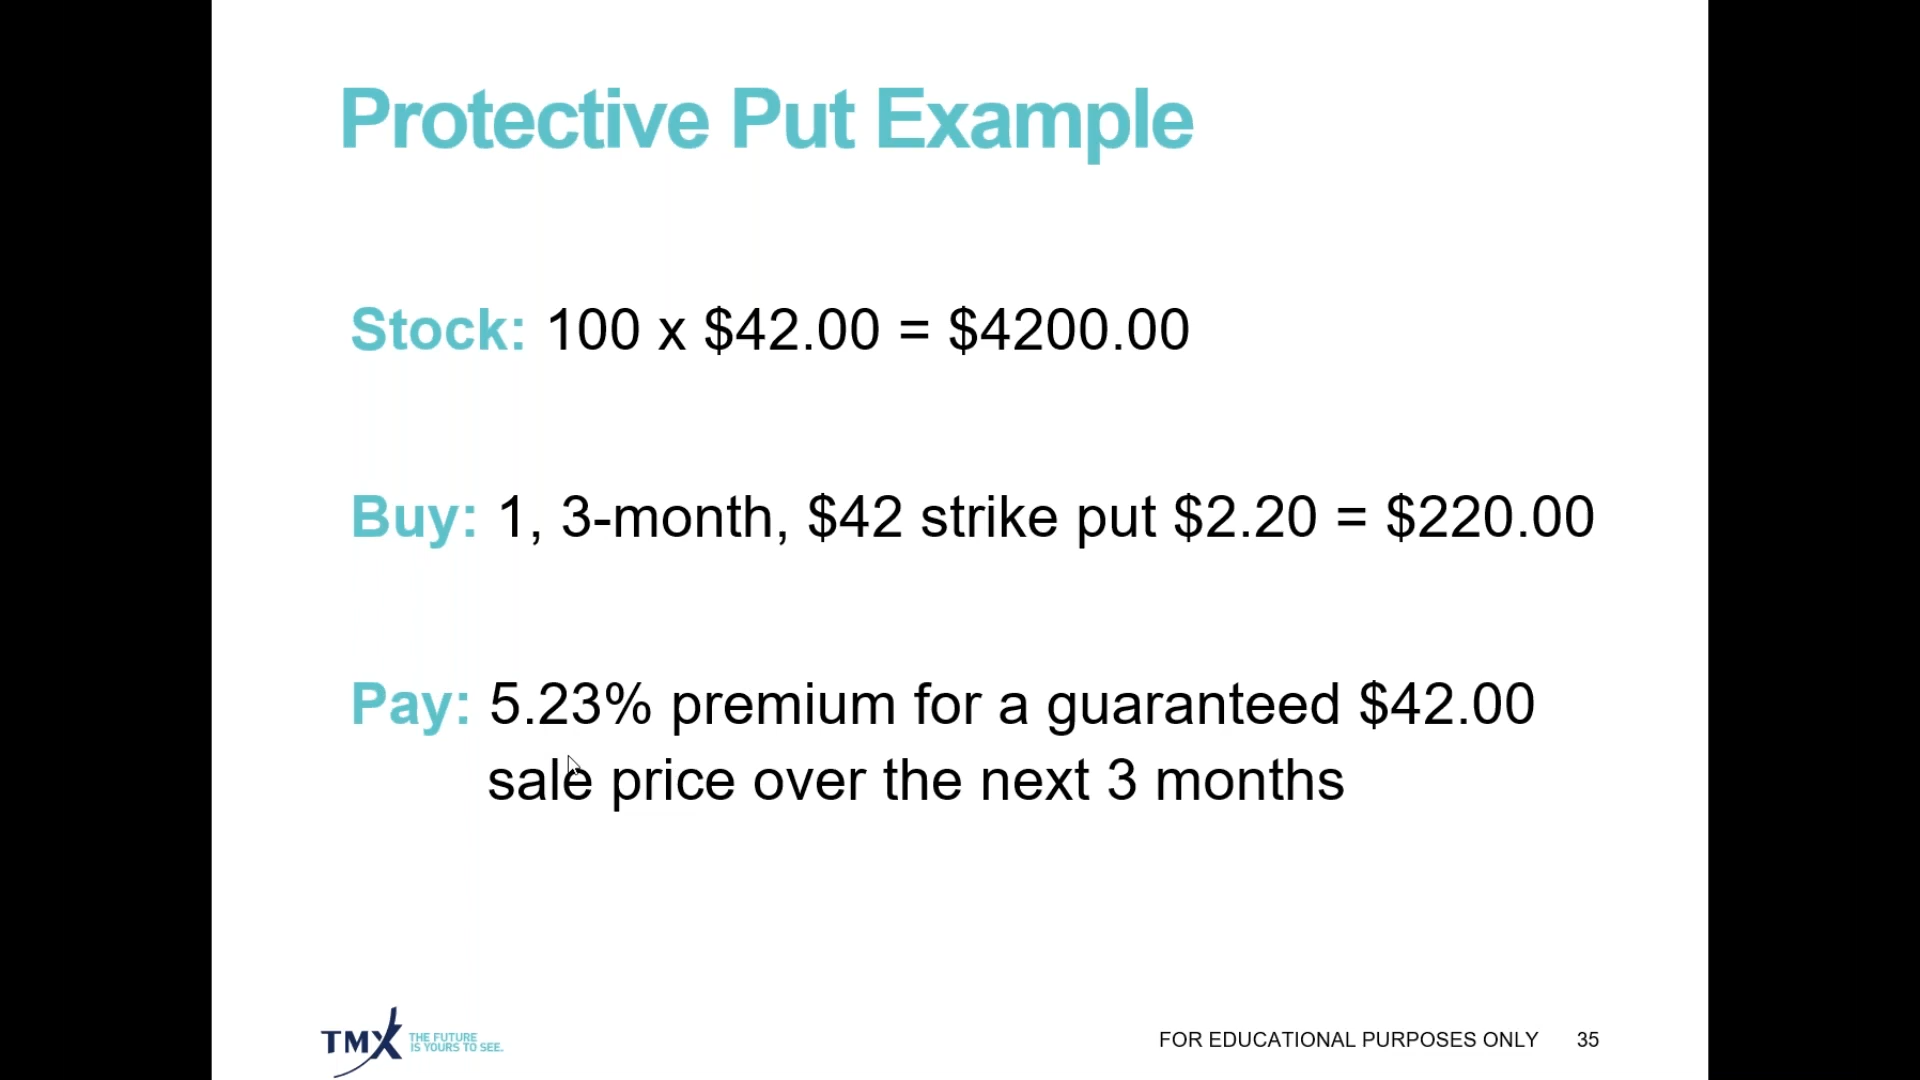 Protective Put Example
Stock: 100 x $42.00 = $4200.00
Buy: 1, 3-month, $42 strike put $2.20 = $220.00
Pay: 5.23% premium for a guaranteed $42.00
sale price over the next 3 months
TMX THE FUTURE
IS YOURS TO SEE.
FOR EDUCATIONAL PURPOSES ONLY 35